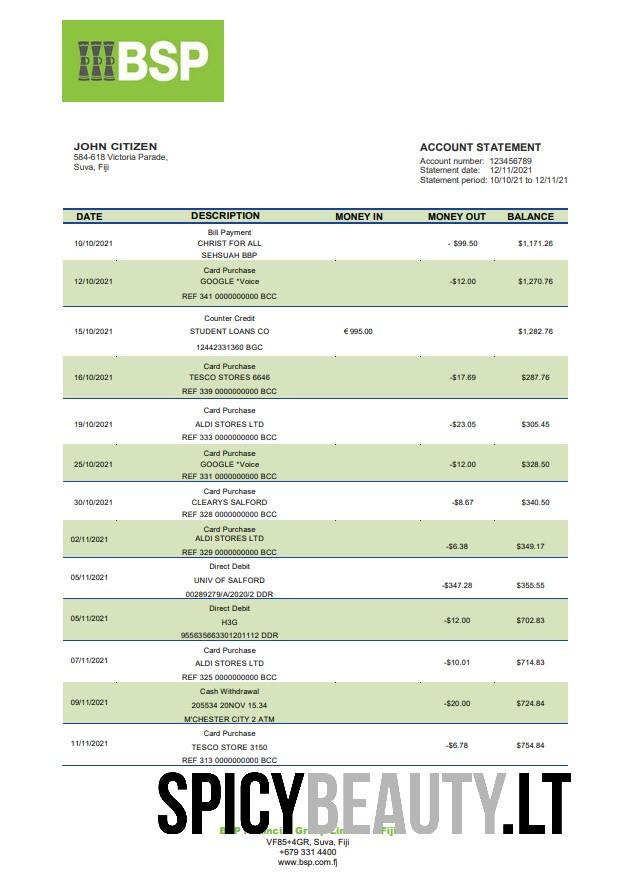 BSP
JOHN CITIZEN
584-618 Victoria Parade,
Suva, Fiji
ACCOUNT STATEMENT
Account number: 123456789
Statement date: 12/11/2021
Statement period: 10/10/21 to 12/11/21
DATE DESCRIPTION MONEY IN MONEY OUT BALANCE
Bill Payment
10/10/2021 CHRIST FOR ALL - $99.50 $1,171.26
SEHSUAH BBP
Card Purchase
12/10/2021 GOOGLE *Voice -$12.00 $1,270.76
REF 341 0000000000 BCC
Counter Credit
15/10/2021 STUDENT LOANS CO € 995.00 $1,282.76
12442331360 BGC
Card Purchase
16/10/2021 TESCO STORES 6646 -$17.69 $287.76
REF 339 0000000000 BCC
Card Purchase
19/10/2021 ALDI STORES LTD -$23.05 $305.45
REF 333 0000000000 BCC
Card Purchase
25/10/2021 GOOGLE *Voice -$12.00 $328.50
REF 331 0000000000 BCC
Card Purchase
30/10/2021 CLEARYS SALFORD -$8.67 $340.50
REF 328 0000000000 BCC
Card Purchase
02/11/2021 ALDI STORES LTD -$6.38 $349.17
REF 329 0000000000 BCC
Direct Debit
05/11/2021 UNIV OF SALFORD -$347.28 $355.55
00289279/A/2020/2 DDR
Direct Debit
05/11/2021 H3G -$12.00 $702.83
955635663301201112 DDR
Card Purchase
07/11/2021 ALDI STORES LTD -$10.01 $714.83
REF 325 0000000000 BCC
Cash Withdrawal
09/11/2021 205534 20NOV 15.34 -$20.00 $724.84
M'CHESTER CITY 2 ATM
Card Purchase
11/11/2021 TESCO STORE 3150 -$6.78 $754.84
REF 313 0000000000 BCC
SPICYBEAUTY.LT
VF85+4GR, Suva, Fiji
+679 331 4400
www.bsp.com.fj